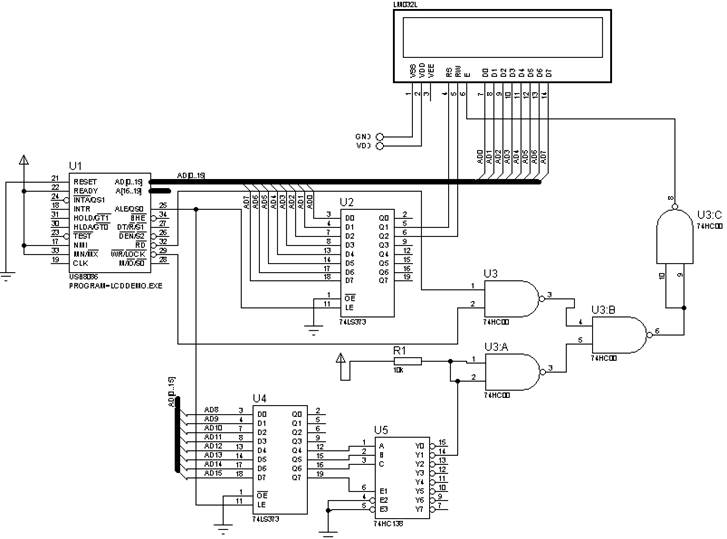 LM032L
VSS VDD VEE RS RW E D0 D1 D2 D3 D4 D5 D6 D7
1 2 3 4 5 6 7 8 9 10 11 12 13 14
AD0 AD1 AD2 AD3 AD4 AD5 AD6 AD7
GND
VDD
U1
21 RESET AD[0..15]
22 READY A[16..19]
24 INTA/QS1
18 INTR ALE/QS0 25
31 HOLD/GT1 BHE 34
30 HLDA/GT0 DT/R/S1 27
23 TEST DEN/S2 26
17 NMI RD 32
33 MN/MX WR/LOCK 29
19 CLK M/IO/S0 28
US8086
PROGRAM=LCDDEMO.EXE
AD[0..15]
AD7 AD6 AD5 AD4 AD3 AD2 AD1 AD0
U2
3 D0 Q0 2
4 D1 Q1 5
7 D2 Q2 6
8 D3 Q3 9
13 D4 Q4 12
14 D5 Q5 15
17 D6 Q6 16
18 D7 Q7 19
1 OE
11 LE
74LS373
8
U3:C
74HC00
10 9
U3
1
2
3
74HC00
U3:B
4
5
6
74HC00
U3:A
1
2
3
74HC00
R1
10k
AD[0..15]
U4
AD8 3 D0 Q0 2
AD9 4 D1 Q1 5
AD10 7 D2 Q2 6
AD11 8 D3 Q3 9
AD12 13 D4 Q4 12
AD13 14 D5 Q5 15
AD14 17 D6 Q6 16
AD15 18 D7 Q7 19
1 OE
11 LE
74LS373
U5
1 A Y0 15
2 B Y1 14
3 C Y2 13
Y3 12
Y4 11
6 E1 Y5 10
4 E2 Y6 9
5 E3 Y7 7
74HC138